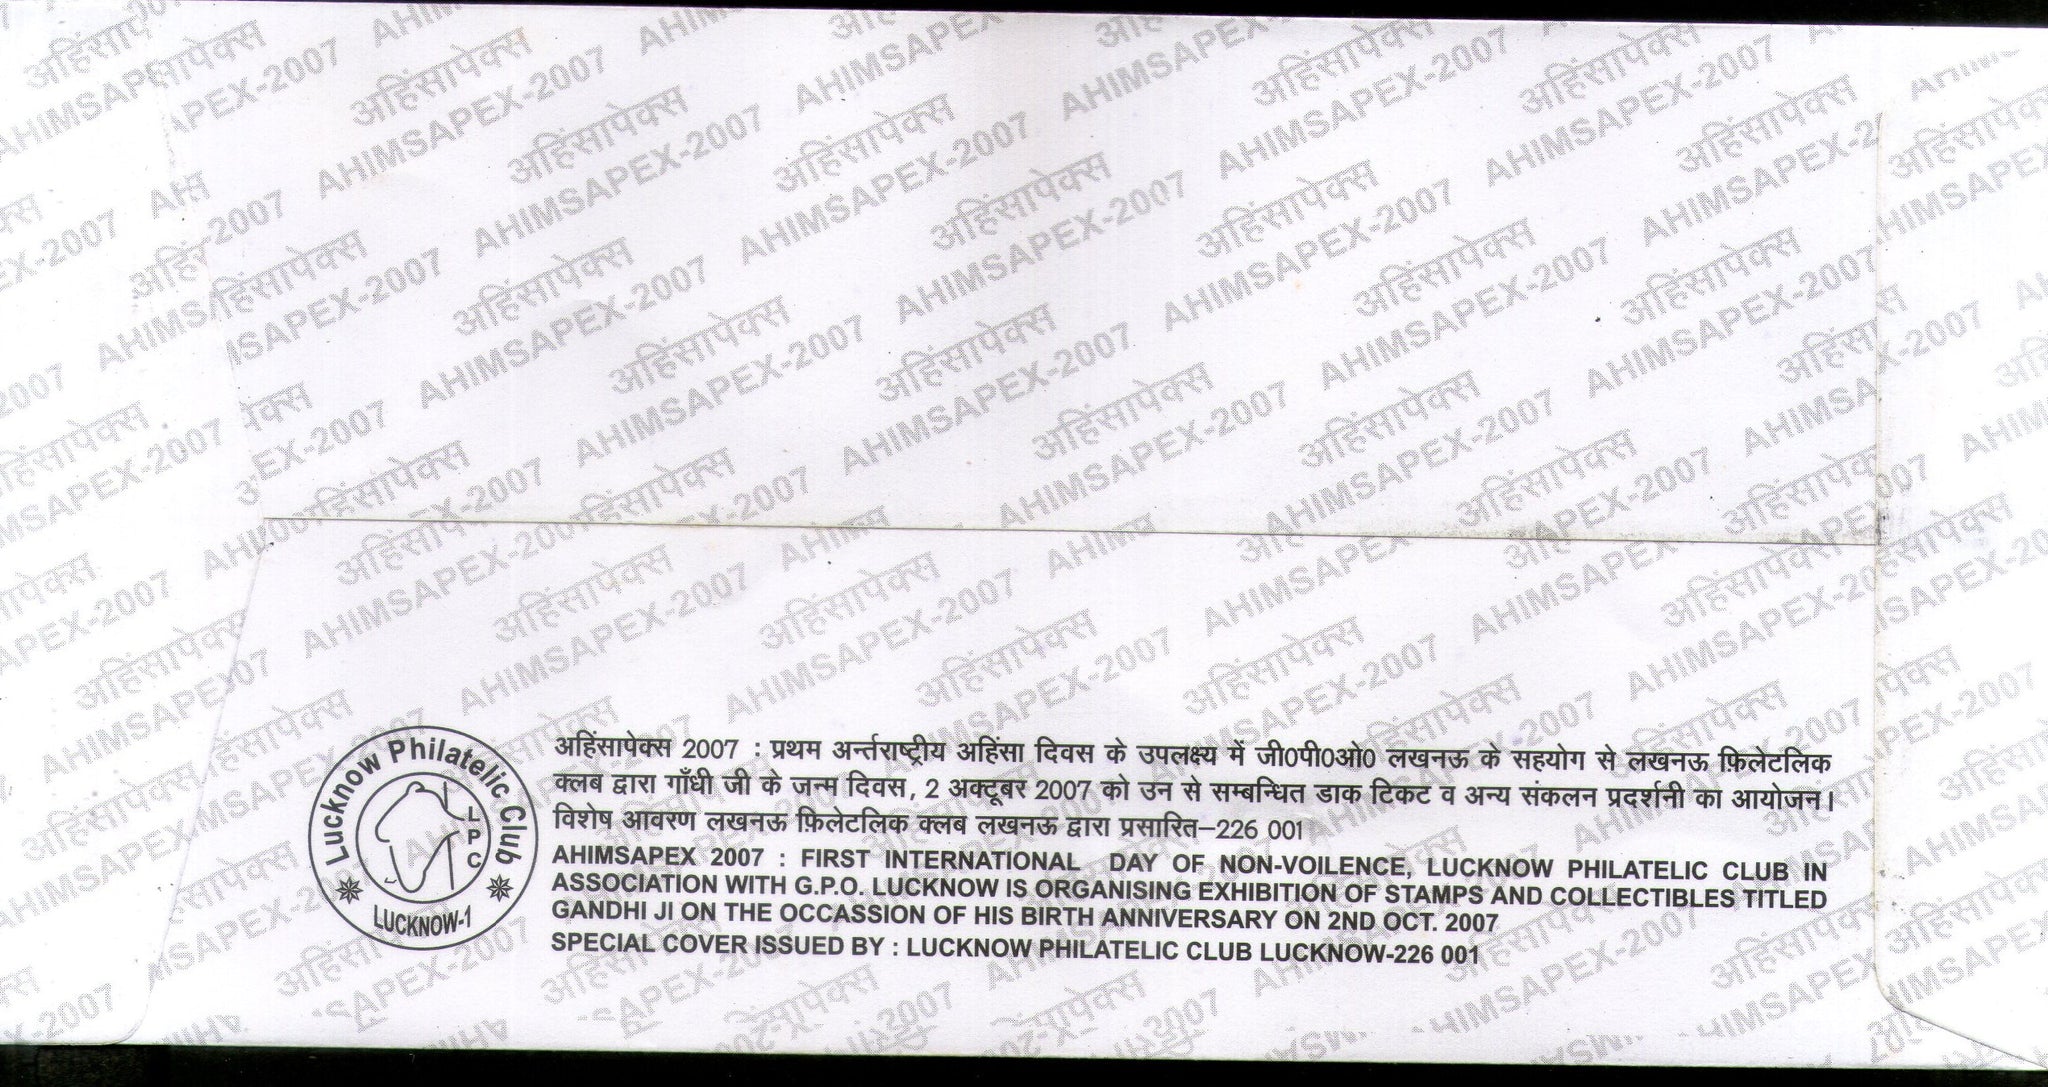 अहिंसापेक्स
AHIMSAPEX-2007
Lucknow Philatelic Club
LPC
LUCKNOW-1
अहिंसापेक्स 2007 : प्रथम अर्न्तराष्ट्रीय अहिंसा दिवस के उपलक्ष्य में जी0पी0ओ0 लखनऊ के सहयोग से लखनऊ फ़िलेटलिक
क्लब द्वारा गाँधी जी के जन्म दिवस, 2 अक्टूबर 2007 को उन से सम्बन्धित डाक टिकट व अन्य संकलन प्रदर्शनी का आयोजन।
विशेष आवरण लखनऊ फ़िलेटलिक क्लब लखनऊ द्वारा प्रसारित–226 001
AHIMSAPEX 2007 : FIRST INTERNATIONAL DAY OF NON-VOILENCE, LUCKNOW PHILATELIC CLUB IN
ASSOCIATION WITH G.P.O. LUCKNOW IS ORGANISING EXHIBITION OF STAMPS AND COLLECTIBLES TITLED
GANDHI JI ON THE OCCASSION OF HIS BIRTH ANNIVERSARY ON 2ND OCT. 2007
SPECIAL COVER ISSUED BY : LUCKNOW PHILATELIC CLUB LUCKNOW-226 001